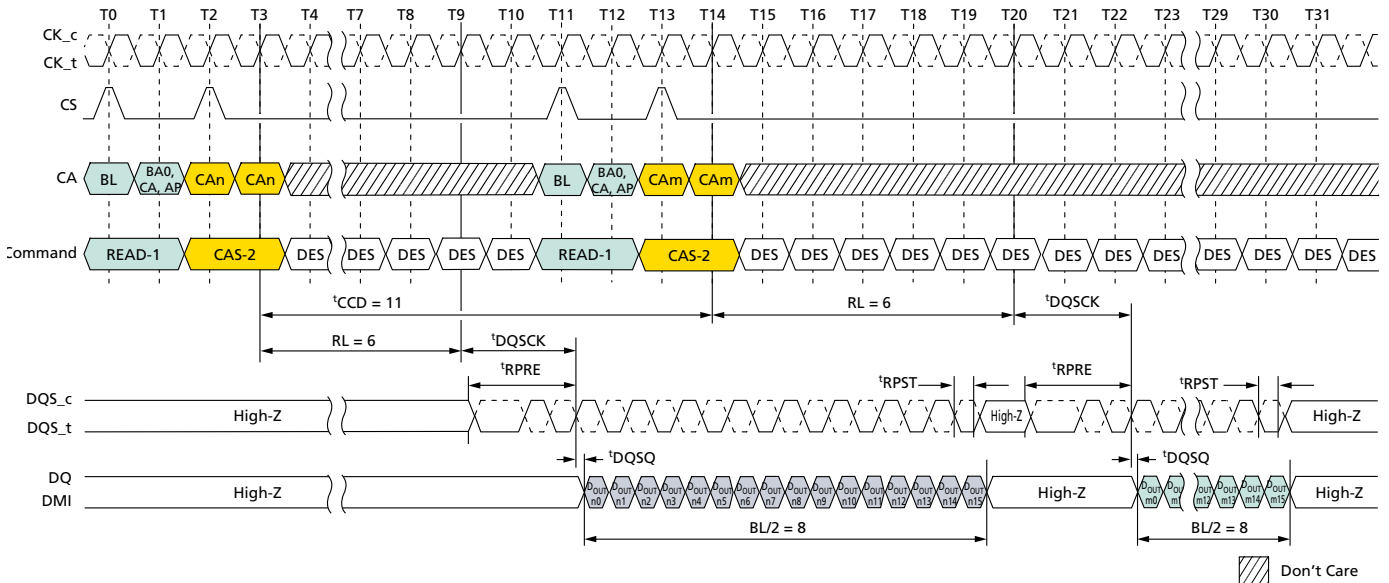 T0 T1 T2 T3 T4 T7 T8 T9 T10 T11 T12 T13 T14 T15 T16 T17 T18 T19 T20 T21 T22 T23 T29 T30 T31
CK_c
CK_t
CS
CA BL BA0, CA, AP CAn CAn BL BA0, CA, AP CAm CAm
Command READ-1 CAS-2 DES DES DES DES DES READ-1 CAS-2 DES DES DES DES DES DES DES DES DES DES DES DES DES
tCCD = 11 RL = 6 tDQSCK
RL = 6 tDQSCK
tRPRE tRPST tRPRE tRPST
DQS_c
DQS_t High-Z High-Z High-Z
tDQSQ tDQSQ
DQ
DMI High-Z DOUT n0 DOUT n1 DOUT n2 DOUT n3 DOUT n4 DOUT n5 DOUT n6 DOUT n7 DOUT n8 DOUT n9 DOUT n10 DOUT n11 DOUT n12 DOUT n13 DOUT n14 DOUT n15 High-Z DOUT m0 DOUT m1 DOUT m12 DOUT m13 DOUT m14 DOUT m15 High-Z
BL/2 = 8 BL/2 = 8
Don't Care